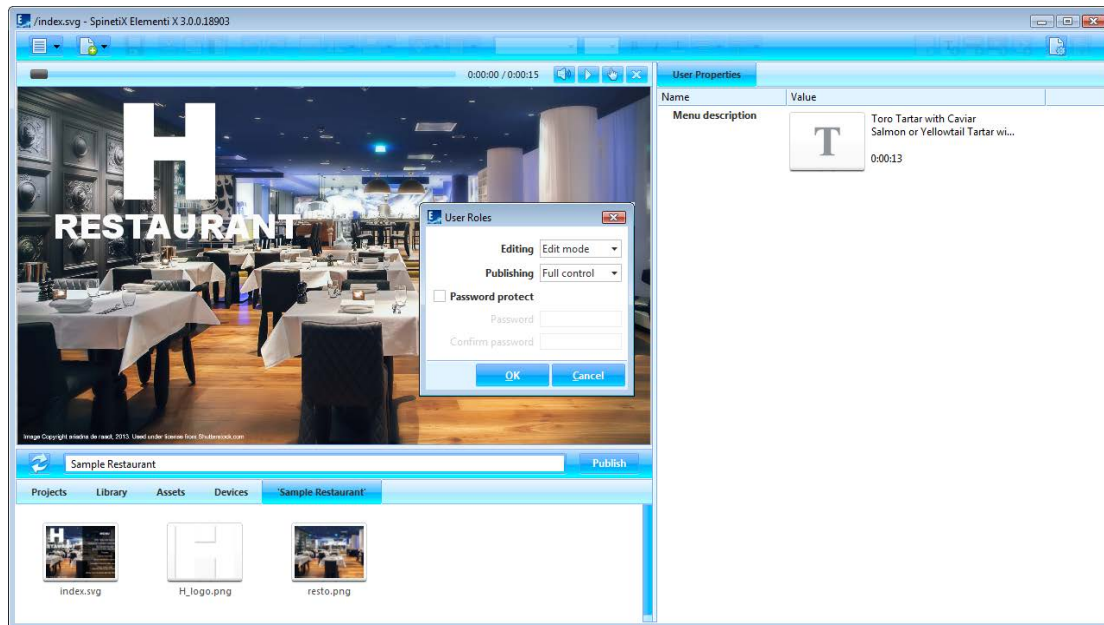 /index.svg - SpinetiX Elementi X 3.0.0.18903
0:00:00 / 0:00:15
H
RESTAURANT
Image Copyright ariadna de raadt, 2013. Used under license from Shutterstock.com
Sample Restaurant
Publish
Projects Library Assets Devices 'Sample Restaurant'
index.svg H_logo.png resto.png
User Properties
Name Value
Menu description
T
Toro Tartar with Caviar
Salmon or Yellowtail Tartar wi...
0:00:13
User Roles
Editing Edit mode
Publishing Full control
Password protect
Password
Confirm password
OK Cancel